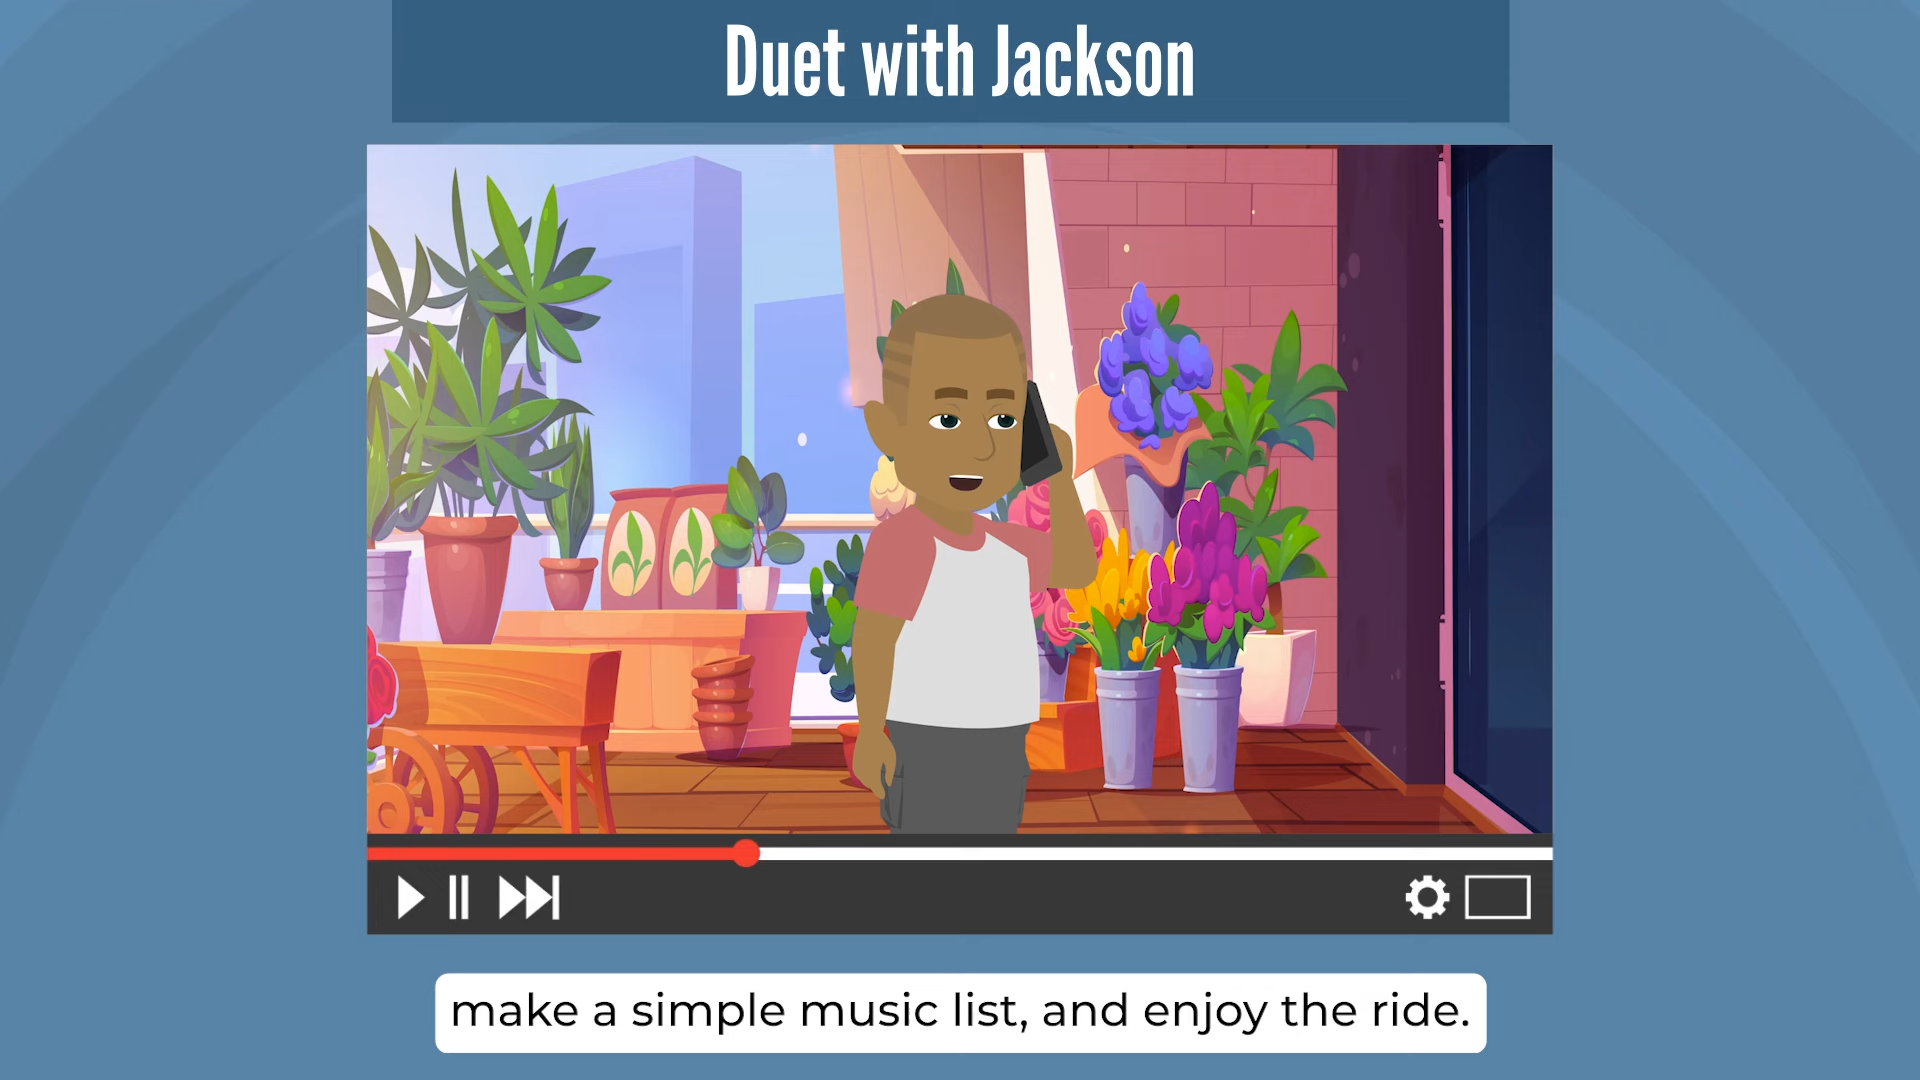 Duet with Jackson
make a simple music list, and enjoy the ride.